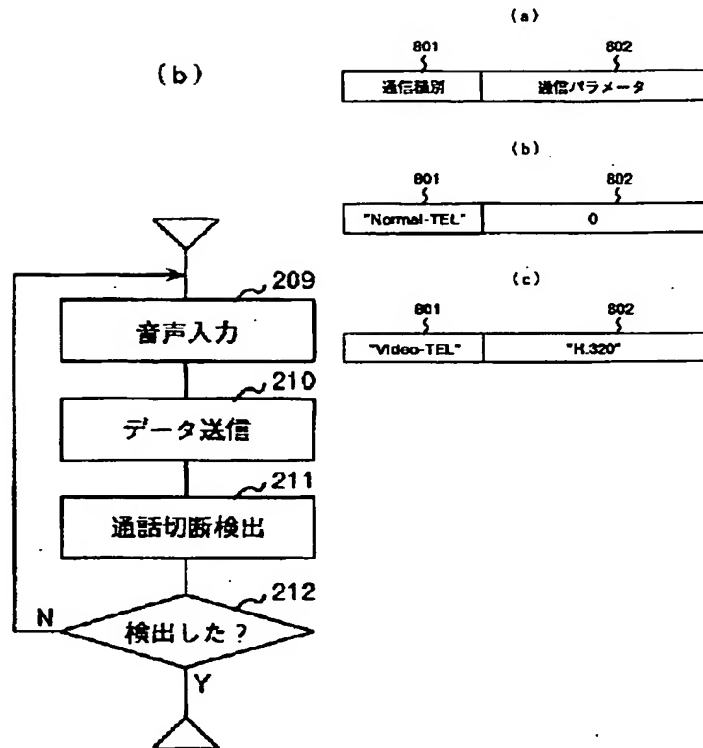 (b)
209
音声入力
210
データ送信
211
通話切断検出
212
N
検出した?
Y
(a)
801 802
通信種別 通信パラメータ
(b)
801 802
"Normal-TEL" 0
(c)
801 802
"Video-TEL" "H.320"